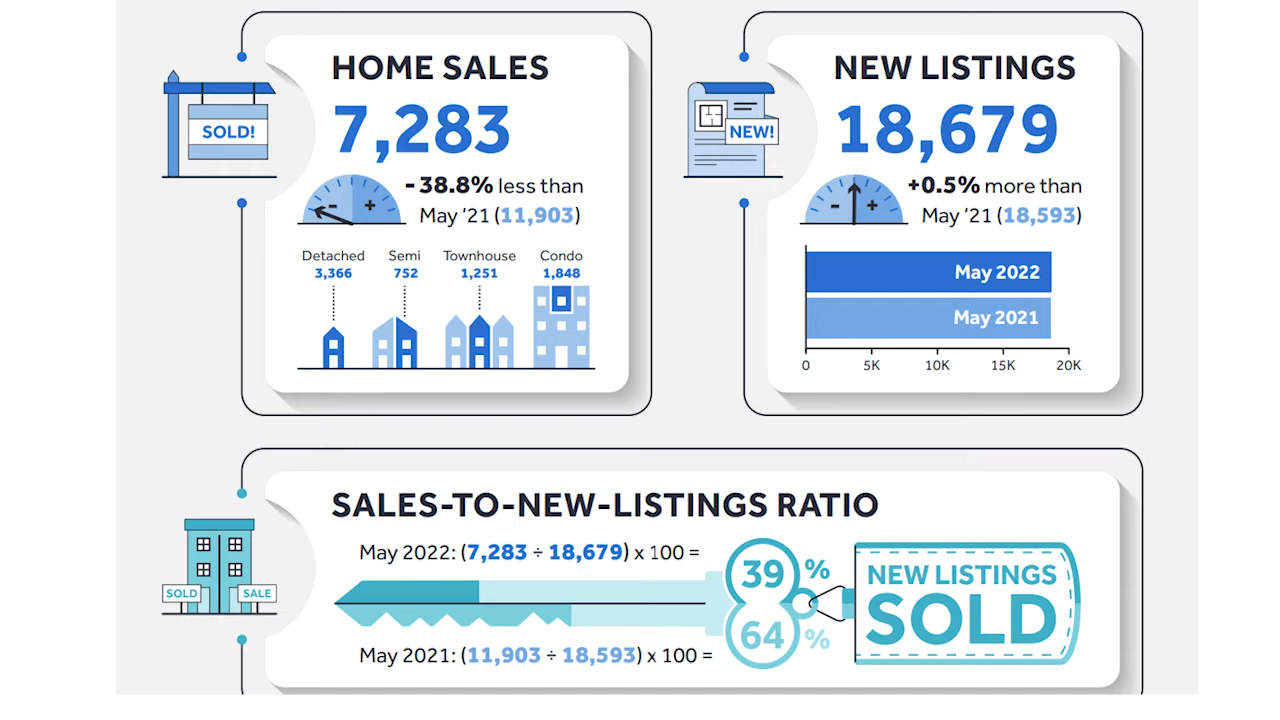 HOME SALES
SOLD!
7,283
-38.8% less than
May '21 (11,903)
- +
Detached Semi Townhouse Condo
3,366 752 1,251 1,848
NEW LISTINGS
NEW!
18,679
+0.5% more than
May '21 (18,593)
- +
May 2022
May 2021
0 5K 10K 15K 20K
SALES-TO-NEW-LISTINGS RATIO
May 2022: (7,283 ÷ 18,679) x 100 =
39 %
64 %
May 2021: (11,903 ÷ 18,593) x 100 =
NEW LISTINGS
SOLD
SOLD
SALE